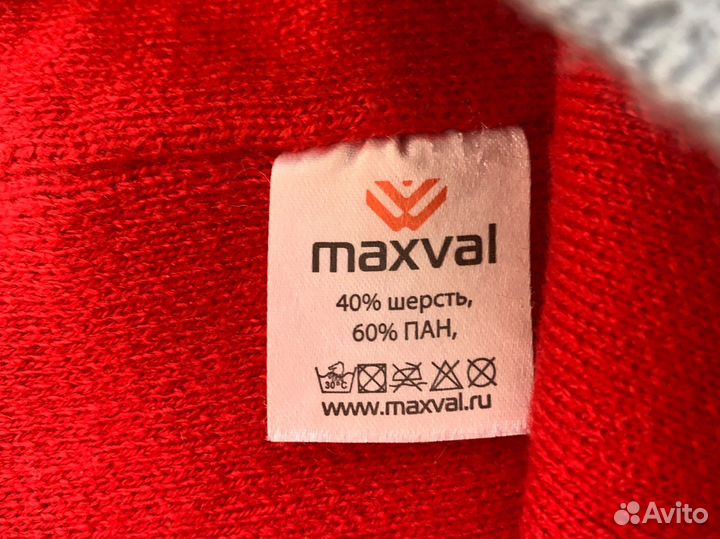 maxval
40% шерсть,
60% ПАН,
30°C
www.maxval.ru
Avito